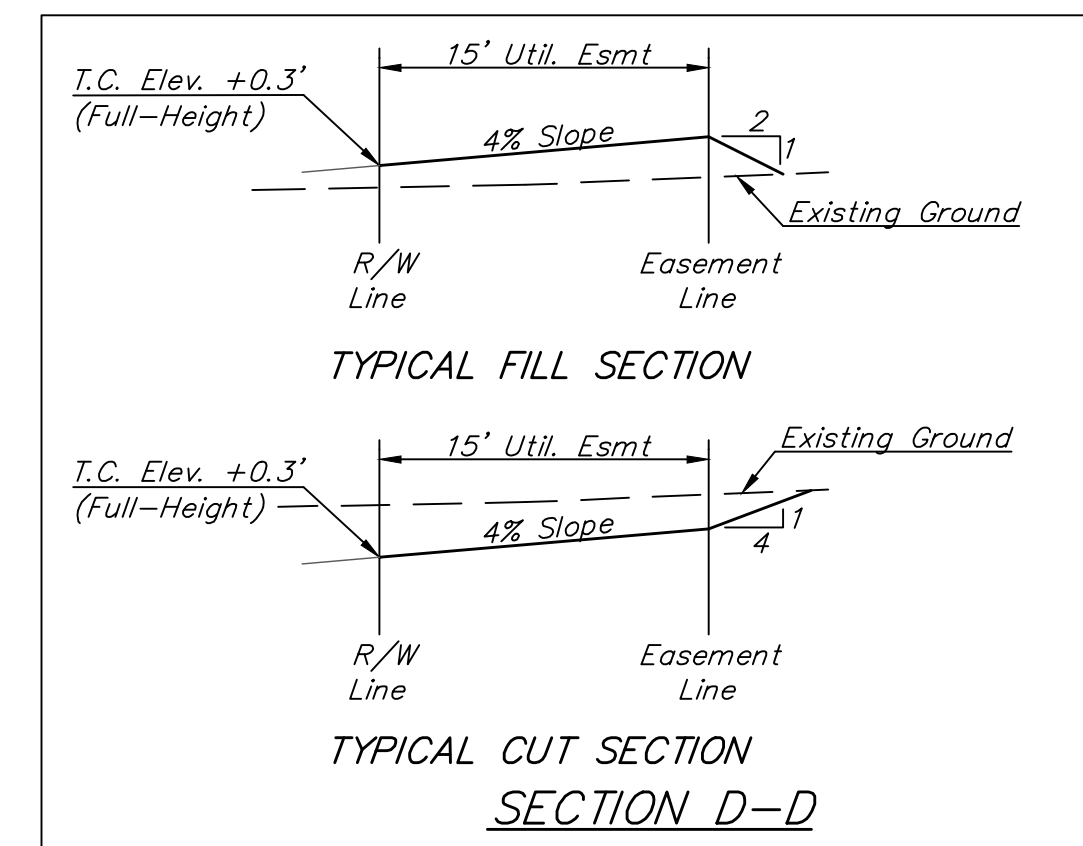 15' Util. Esmt
T.C. Elev. +0.3'
(Full-Height)
4% Slope
2
1
Existing Ground
R/W
Line
Easement
Line
TYPICAL FILL SECTION
15' Util. Esmt
Existing Ground
T.C. Elev. +0.3'
(Full-Height)
4% Slope
1
4
R/W
Line
Easement
Line
TYPICAL CUT SECTION
SECTION D-D